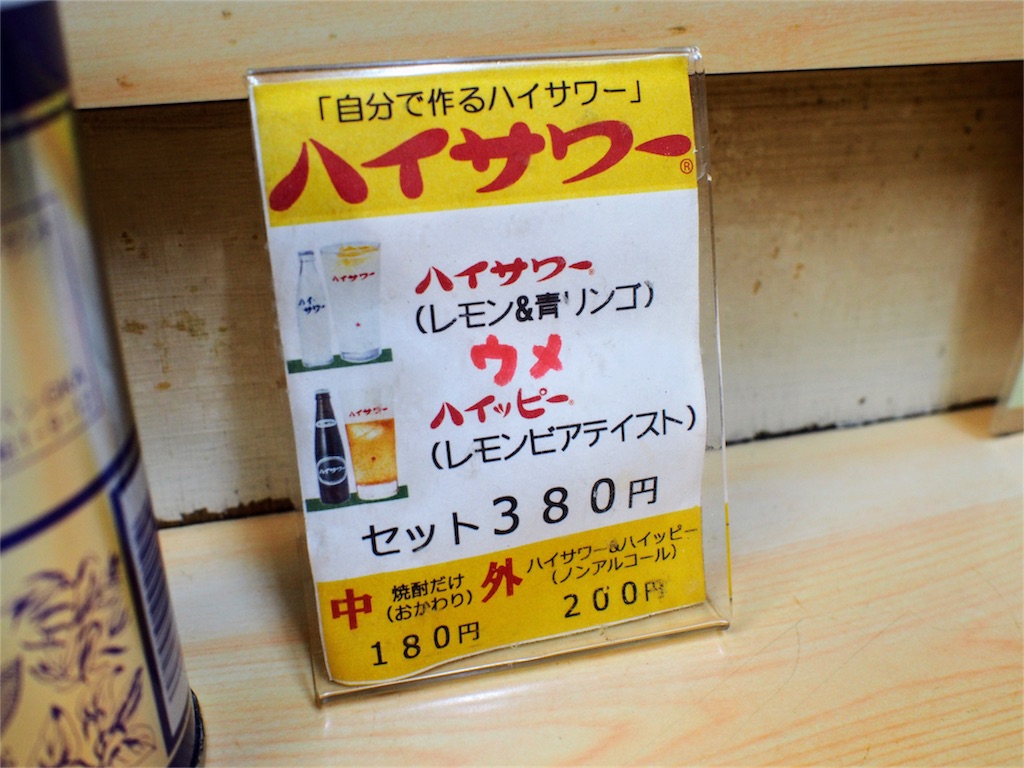 「自分で作るハイサワー」
ハイサワー®
ハイサワー
ハイサワー
ハイサワー®
(レモン&青リンゴ)
ウメ
ハイッピー®
(レモンビアテイスト)
ハイサワー
ハイサワー
セット380円
中 焼酎だけ
(おかわり)
180円
外 ハイサワー&ハイッピー
(ノンアルコール)
200円